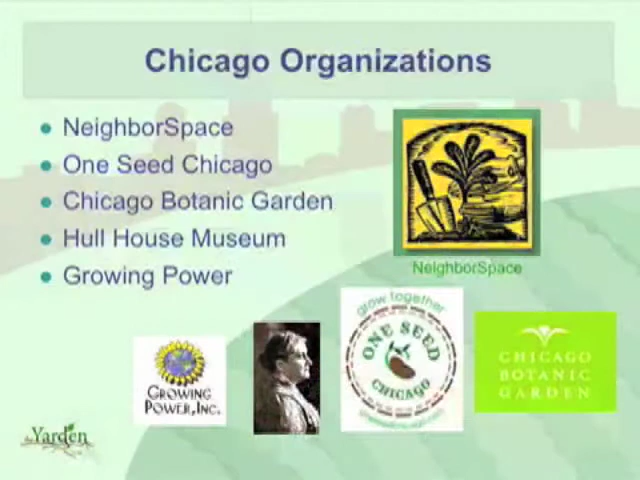 Chicago Organizations
NeighborSpace
One Seed Chicago
Chicago Botanic Garden
Hull House Museum
Growing Power
NeighborSpace
grow together
ONE SEED
CHICAGO
GROWING
POWER, INC.
CHICAGO
BOTANIC
GARDEN
the Yarden